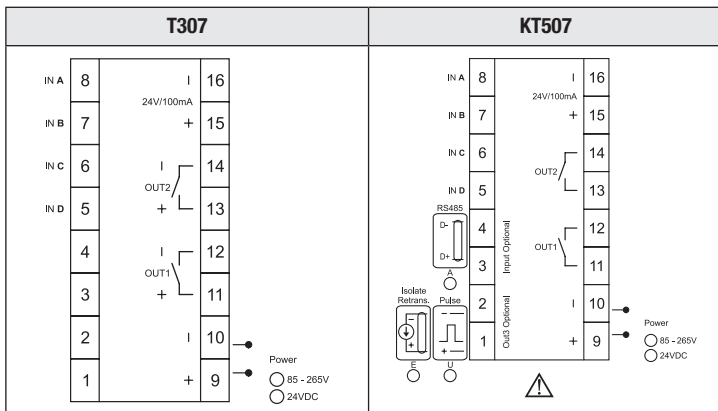 T307
KT507
IN A 8 − 16
24V/100mA
IN B 7 + 15
IN C 6 − 14
OUT2
IN D 5 + 13
4 − 12
OUT1
3 + 11
2 − 10
Power
85 - 265V
1 + 9
24VDC
IN A 8 − 16
24V/100mA
IN B 7 + 15
IN C 6 14
OUT2
IN D 5 13
RS485
D- 4 12
Input Optional
OUT1
D+ 3 11
A
Isolate Retrans.
Pulse
2 − 10
Out3 Optional
Power
85 - 265V
1 + 9
24VDC
− +
− +
E
U